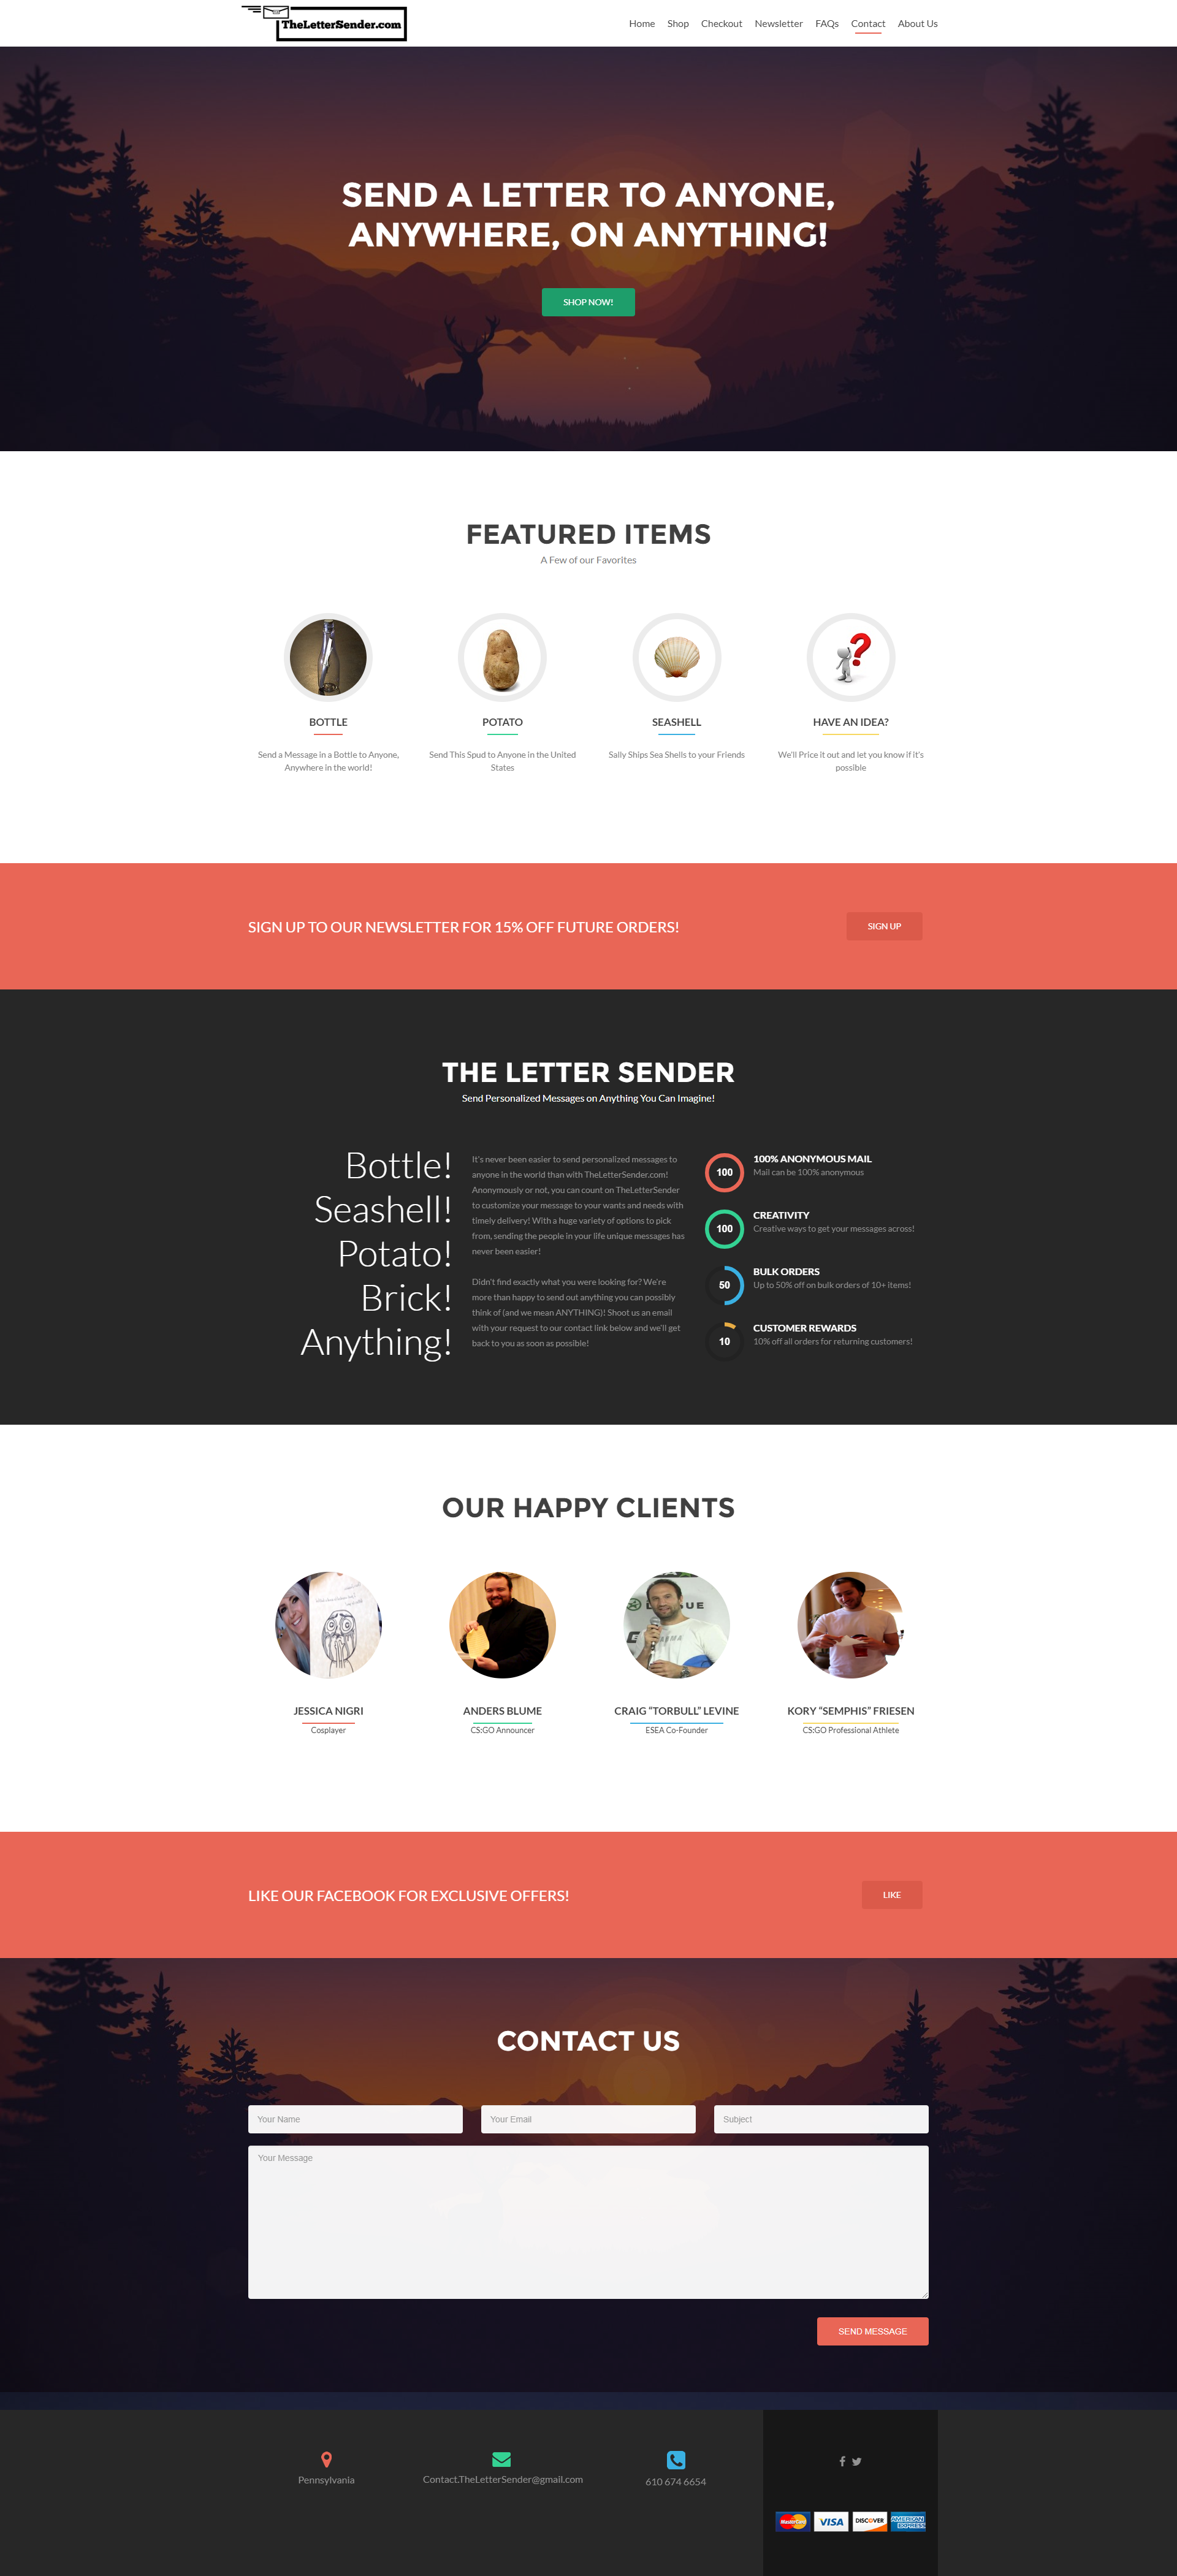 TheLetterSender.com
Home Shop Checkout Newsletter FAQs Contact About Us
SEND A LETTER TO ANYONE,
ANYWHERE, ON ANYTHING!
SHOP NOW!
FEATURED ITEMS
A Few of our Favorites
BOTTLE
Send a Message in a Bottle to Anyone,
Anywhere in the world!
POTATO
Send This Spud to Anyone in the United
States
SEASHELL
Sally Ships Sea Shells to your Friends
HAVE AN IDEA?
We'll Price it out and let you know if it's
possible
SIGN UP TO OUR NEWSLETTER FOR 15% OFF FUTURE ORDERS!
SIGN UP
THE LETTER SENDER
Send Personalized Messages on Anything You Can Imagine!
Bottle!
Seashell!
Potato!
Brick!
Anything!
It's never been easier to send personalized messages to
anyone in the world than with TheLetterSender.com!
Anonymously or not, you can count on TheLetterSender
to customize your message to your wants and needs with
timely delivery! With a huge variety of options to pick
from, sending the people in your life unique messages has
never been easier!
Didn't find exactly what you were looking for? We're
more than happy to send out anything you can possibly
think of (and we mean ANYTHING)! Shoot us an email
with your request to our contact link below and we'll get
back to you as soon as possible!
100
100% ANONYMOUS MAIL
Mail can be 100% anonymous
100
CREATIVITY
Creative ways to get your messages across!
50
BULK ORDERS
Up to 50% off on bulk orders of 10+ items!
10
CUSTOMER REWARDS
10% off all orders for returning customers!
OUR HAPPY CLIENTS
JESSICA NIGRI
Cosplayer
ANDERS BLUME
CS:GO Announcer
CRAIG “TORBULL” LEVINE
ESEA Co-Founder
KORY “SEMPHIS” FRIESEN
CS:GO Professional Athlete
LIKE OUR FACEBOOK FOR EXCLUSIVE OFFERS!
LIKE
CONTACT US
Your Name
Your Email
Subject
Your Message
SEND MESSAGE
Pennsylvania
Contact.TheLetterSender@gmail.com
610 674 6654
MasterCard
VISA
DISCOVER
AMERICAN EXPRESS